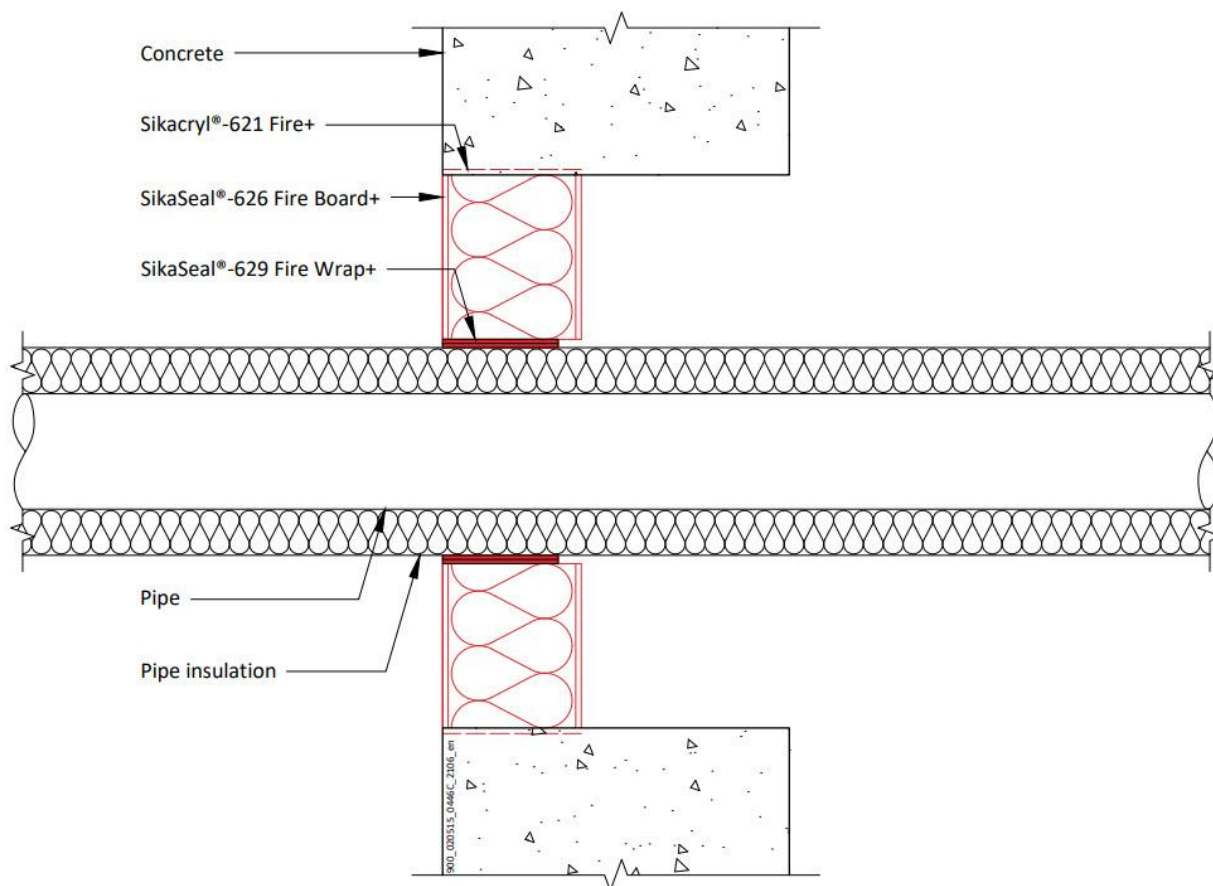 Concrete
Sikacryl®-621 Fire+
SikaSeal®-626 Fire Board+
SikaSeal®-629 Fire Wrap+
Pipe
Pipe insulation
900_020515_0446C_2106_en